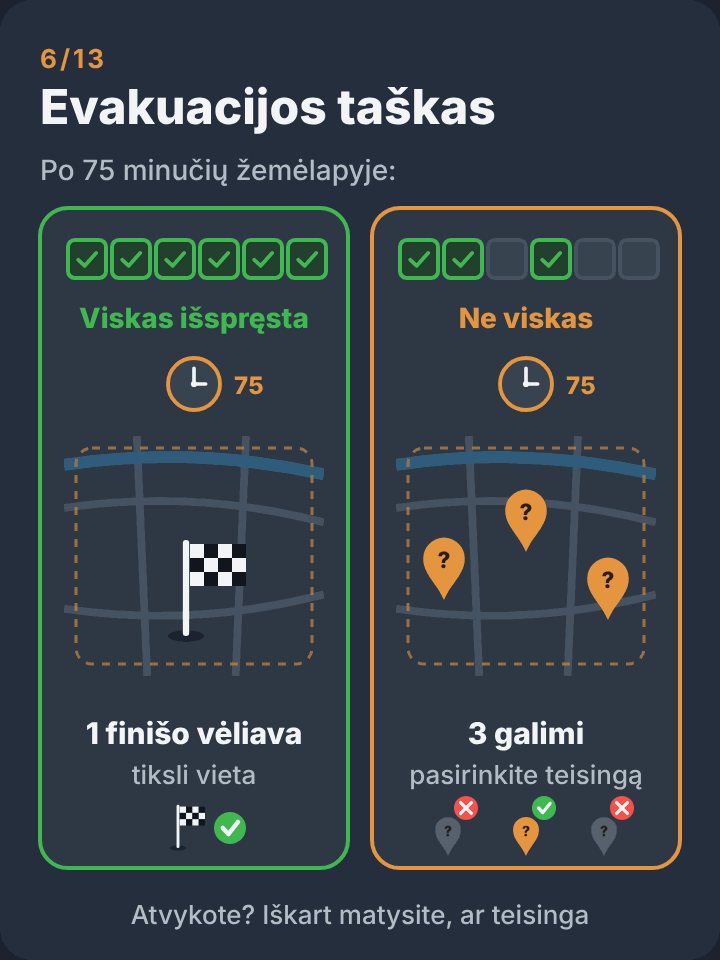 6/13
Evakuacijos taškas
Po 75 minučių žemėlapyje:
Viskas išspręsta
75
1 finišo vėliava
tiksli vieta
Ne viskas
75
?
?
?
3 galimi
pasirinkite teisingą
? ? ?
Atvykote? Iškart matysite, ar teisinga